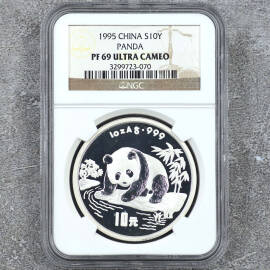 1995 CHINA S10Y
PANDA
PF 69 ULTRA CAMEO
3299723-070
NGC
1oz Ag·999
10元